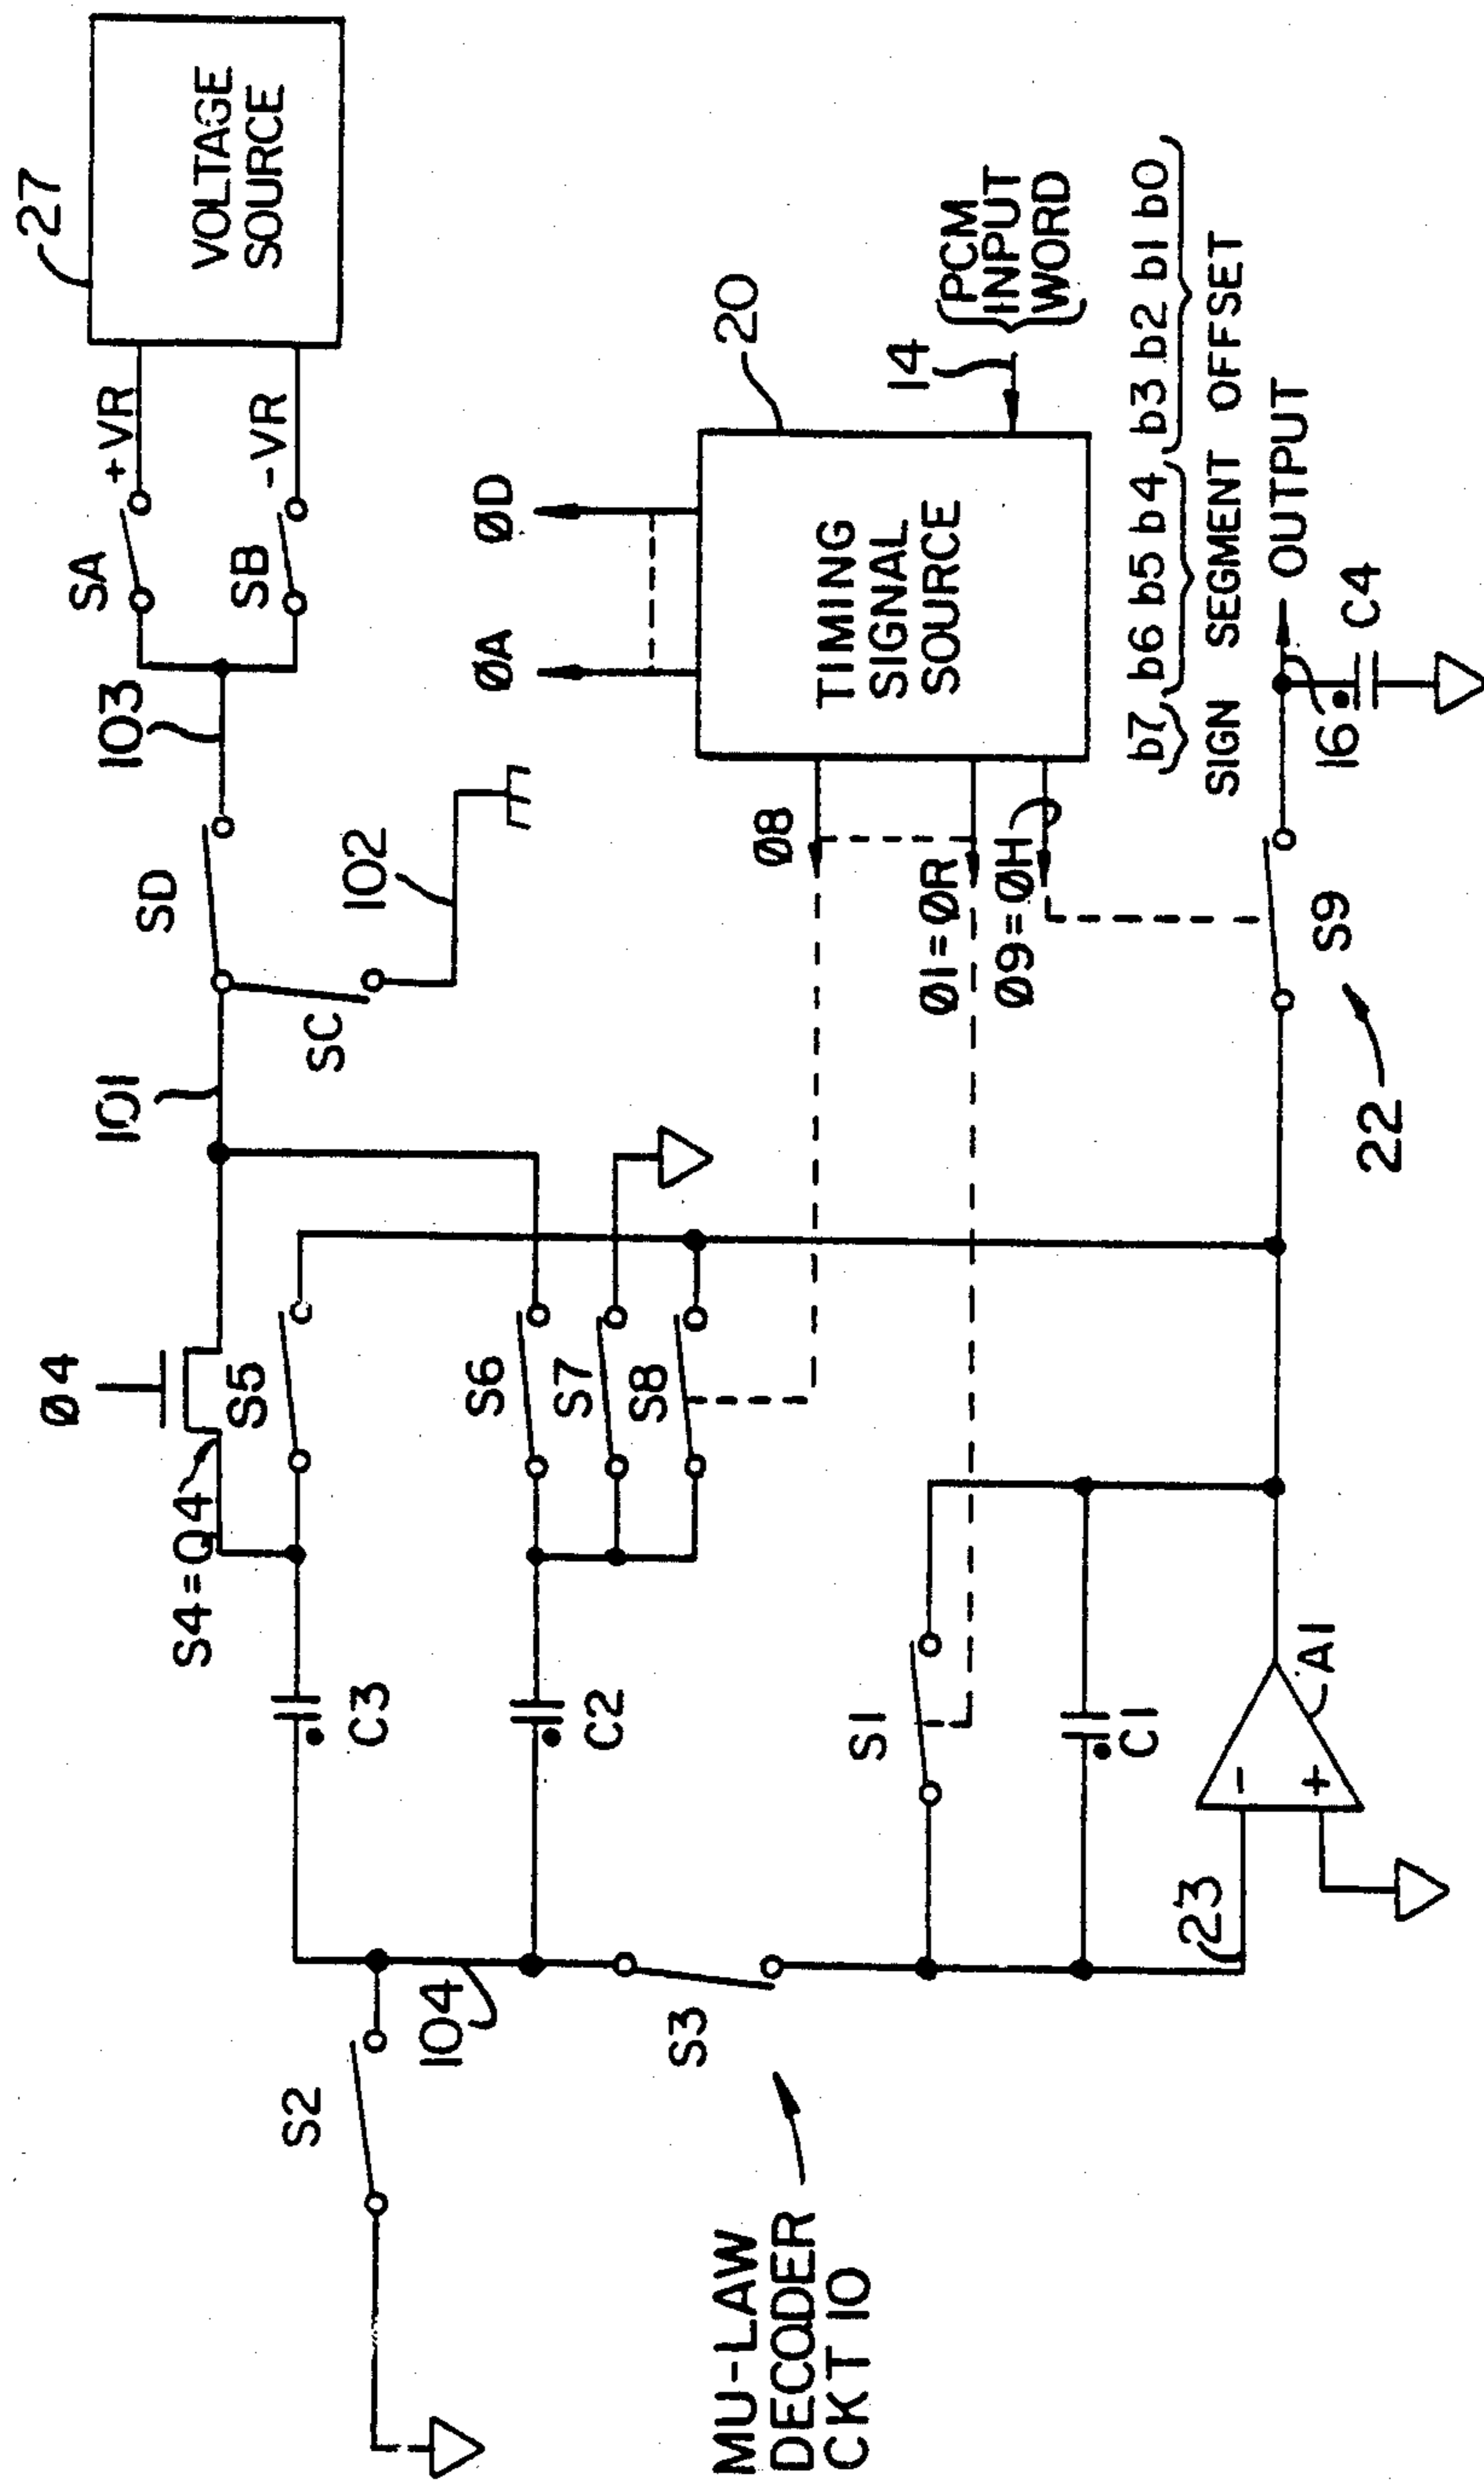 27
VOLTAGE
SOURCE
+VR
-VR
SA
SB
103
SD
102
SC
101
Ø4
S4=Q4
S5
S6
S7
S8
C3
C2
S2
104
S3
S1
C1
23
-
+
A1
ØA
ØD
20
TIMING
SIGNAL
SOURCE
14
PCM
INPUT
WORD
Ø8
Ø1=ØR
Ø9=ØH
b7, b6 b5 b4, b3 b2 b1 b0
SIGN SEGMENT OFFSET
OUTPUT
16
C4
S9
22
MU-LAW
DECODER
CKT 10